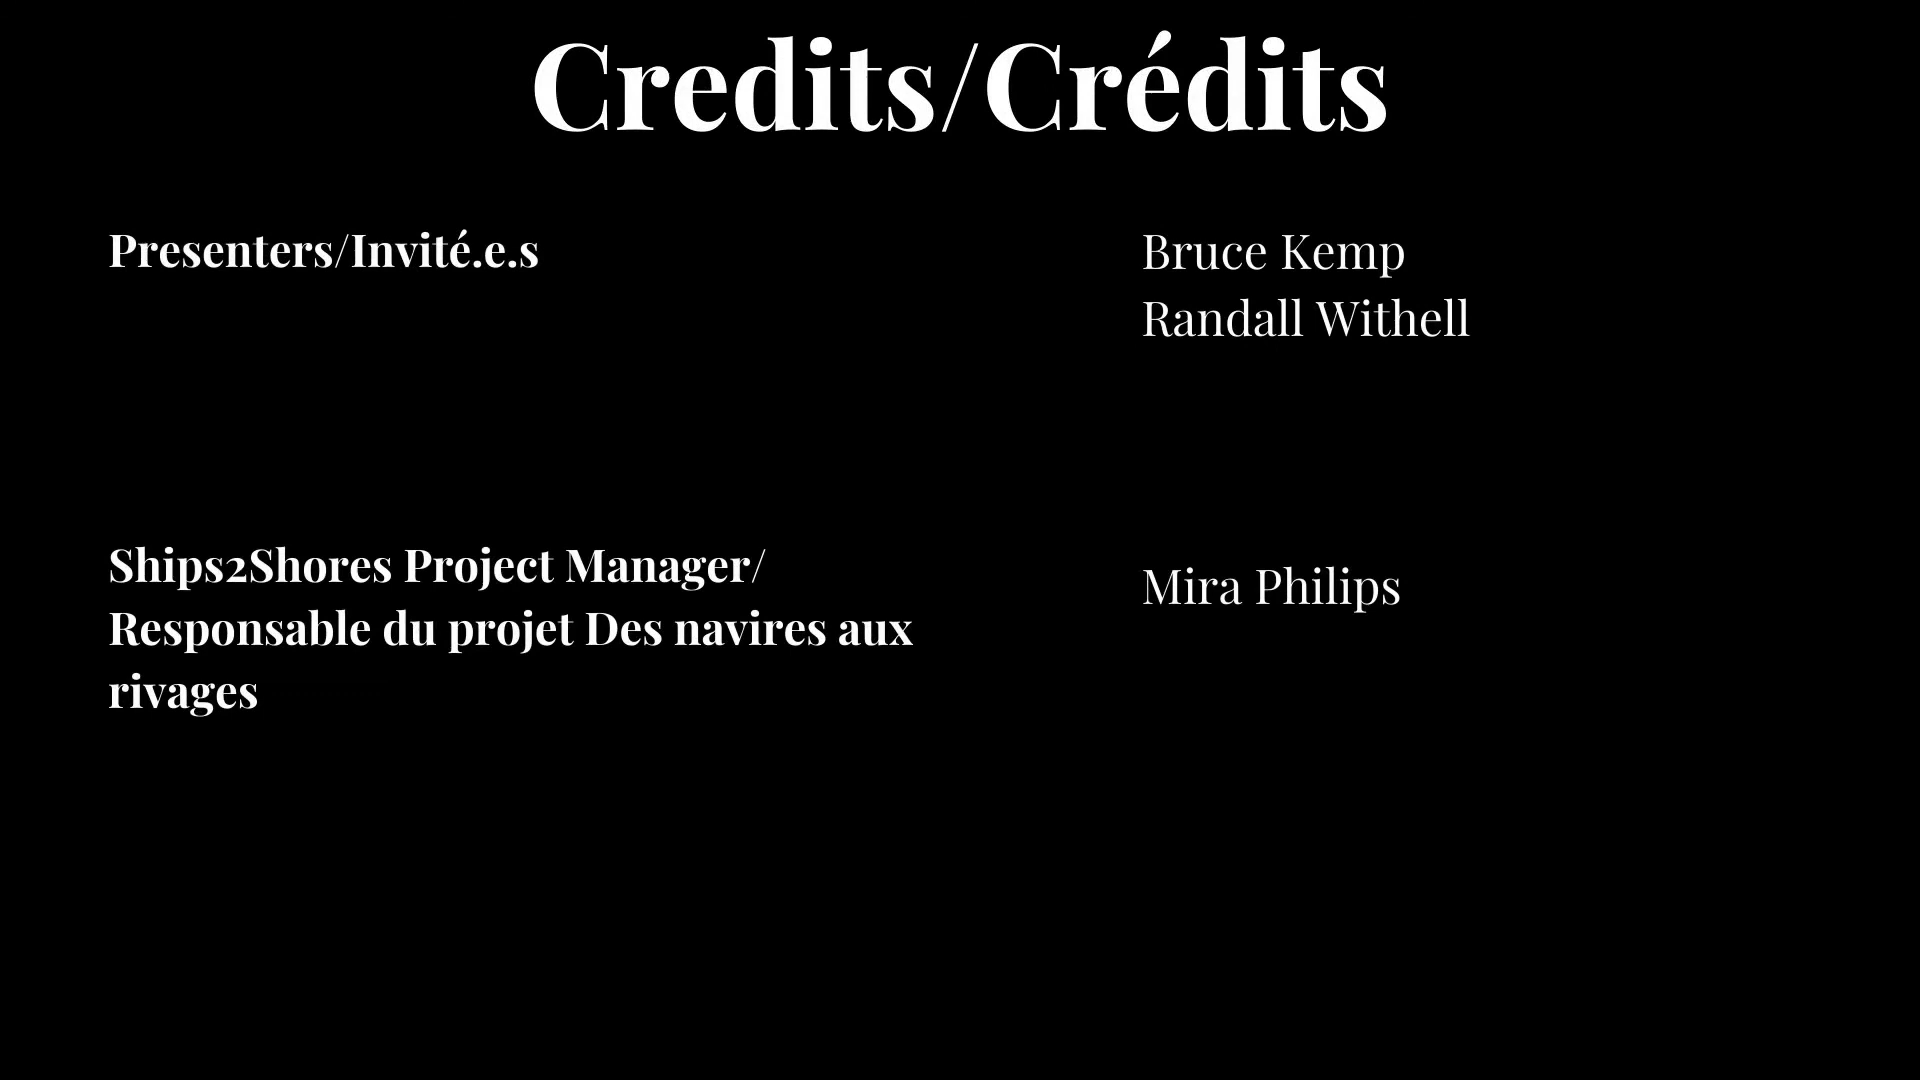 Credits/Crédits
Presenters/Invité.e.s
Bruce Kemp
Randall Withell
Ships2Shores Project Manager/
Responsable du projet Des navires aux
rivages
Mira Philips